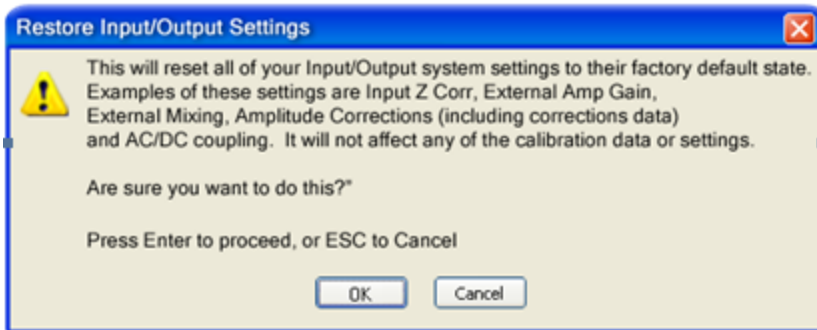 Restore Input/Output Settings
This will reset all of your Input/Output system settings to their factory default state.
Examples of these settings are Input Z Corr, External Amp Gain,
External Mixing, Amplitude Corrections (including corrections data)
and AC/DC coupling. It will not affect any of the calibration data or settings.
Are sure you want to do this?"
Press Enter to proceed, or ESC to Cancel
OK
Cancel